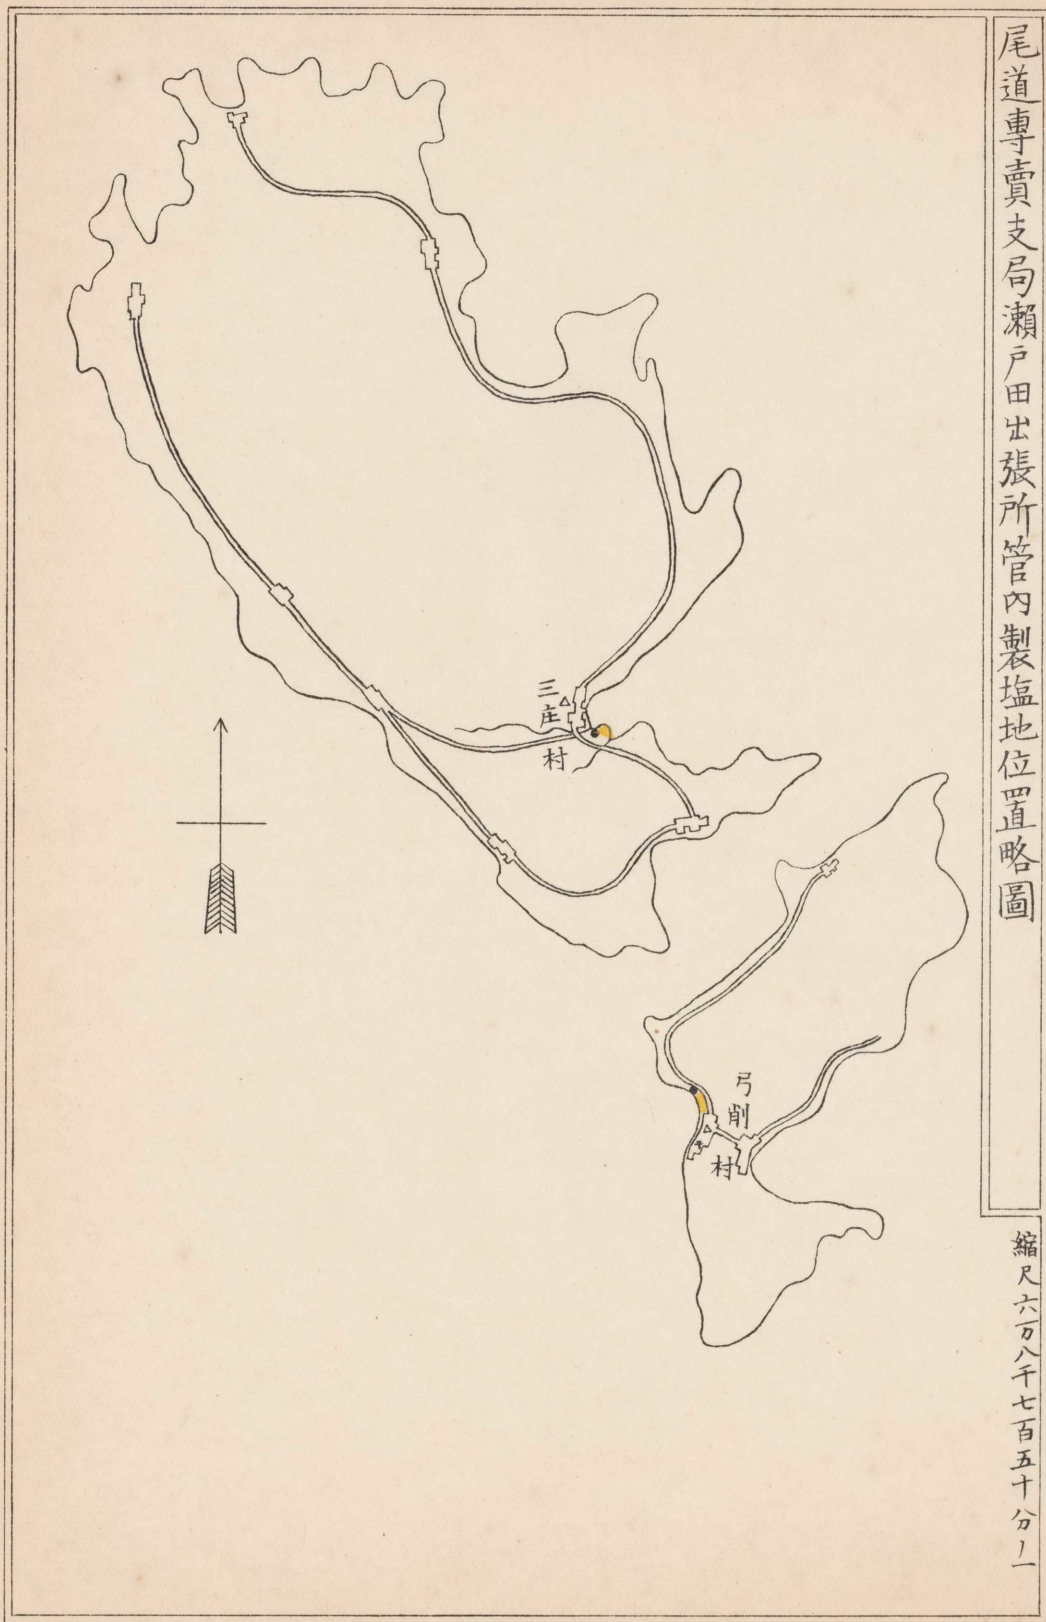 尾道專賣支局瀨戸田出張所管内製塩地位置略圖
縮尺六万八千七百五十分ノ一
三庄村
弓削村